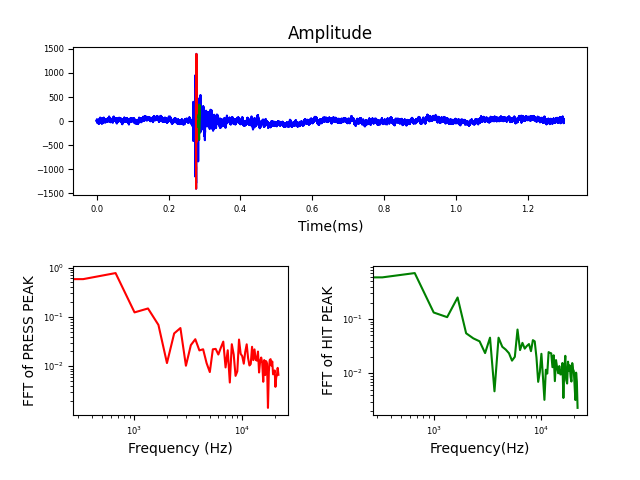 Amplitude
1500
1000
500
0
−500
−1000
−1500
0.0 0.2 0.4 0.6 0.8 1.0 1.2
Time(ms)
FFT of PRESS PEAK
10⁰
10⁻¹
10⁻²
10³ 10⁴
Frequency (Hz)
FFT of HIT PEAK
10⁻¹
10⁻²
10³ 10⁴
Frequency(Hz)